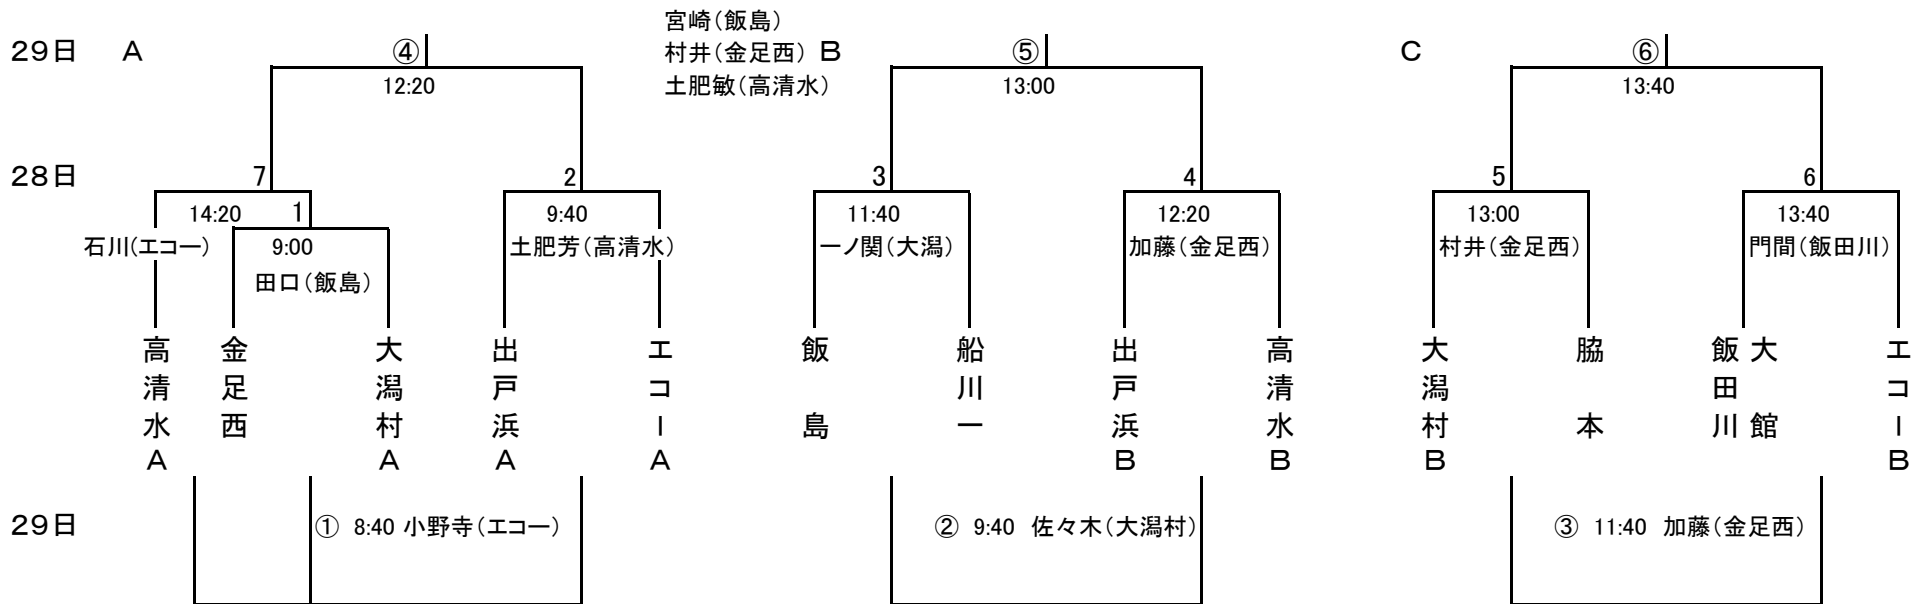 宮崎(飯島)
29日 A ④ 村井(金足西) B ⑤ C ⑥
12:20 土肥敏(高清水) 13:00 13:40
28日 7 2 3 4 5 6
14:20 1 9:40 11:40 12:20 13:00 13:40
石川(エコー) 9:00 土肥芳(高清水) 一ノ関(大潟) 加藤(金足西) 村井(金足西) 門間(飯田川)
田口(飯島)
高清水A
金足西
大潟村A
出戸浜A
エコーA
飯島
船川一
出戸浜B
高清水B
大潟村B
脇本
飯田川
大館
エコーB
29日 ① 8:40 小野寺(エコー) ② 9:40 佐々木(大潟村) ③ 11:40 加藤(金足西)